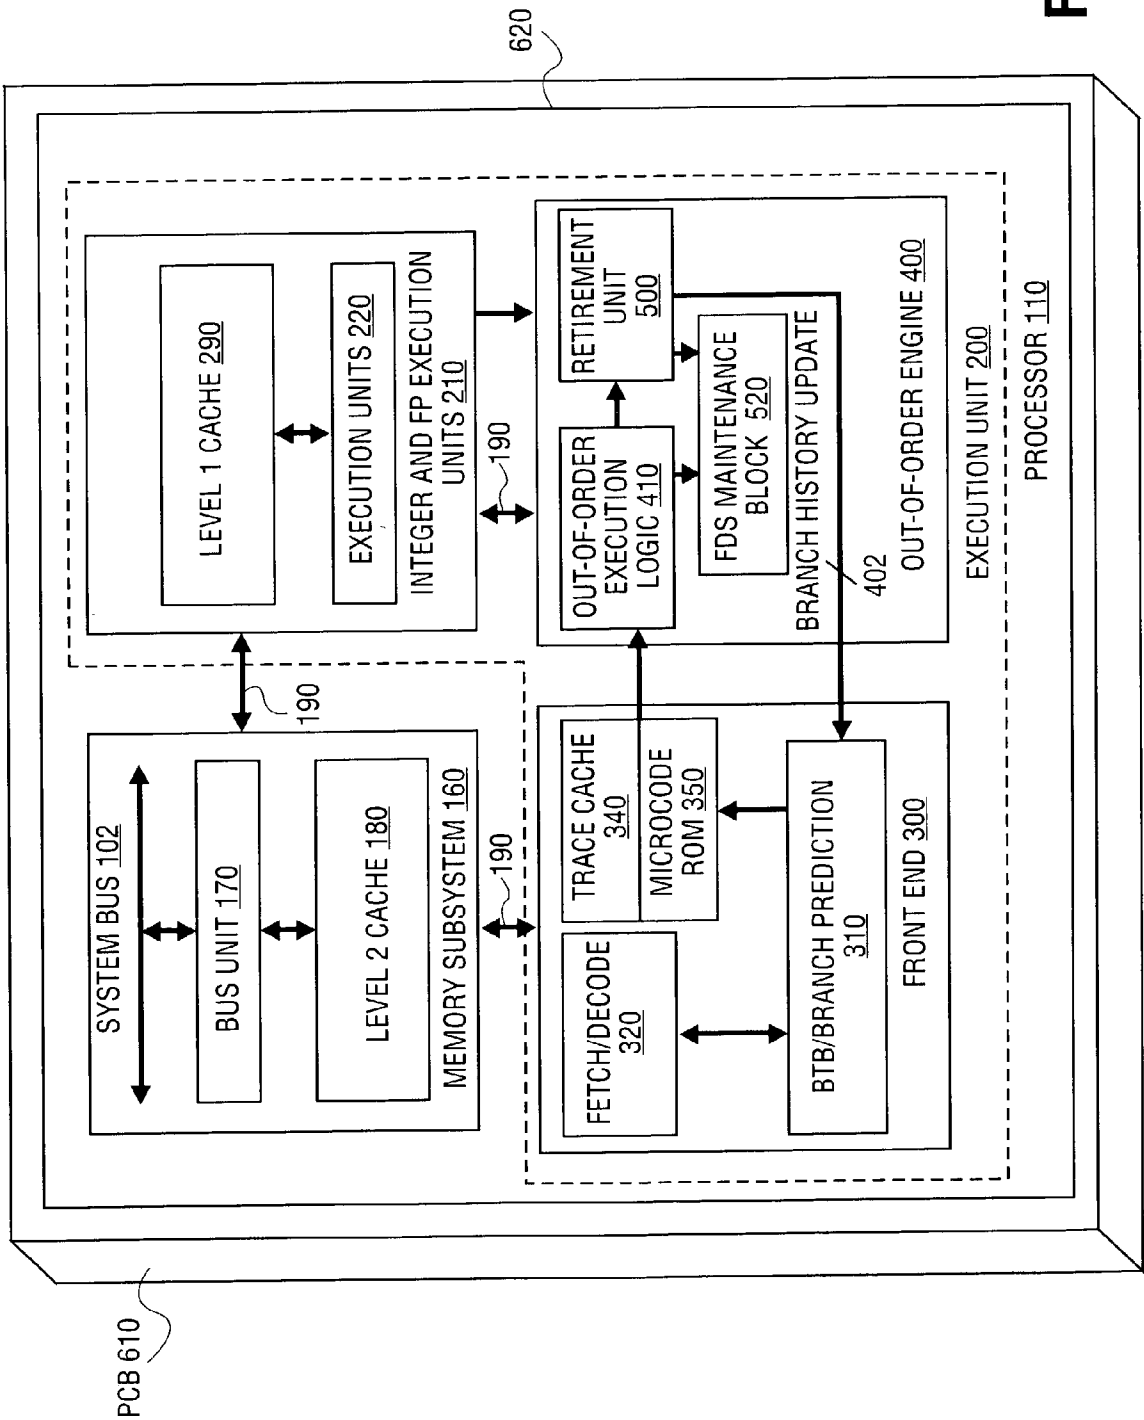 PCB 610
620
SYSTEM BUS 102
BUS UNIT 170
LEVEL 2 CACHE 180
MEMORY SUBSYSTEM 160
190
LEVEL 1 CACHE 290
EXECUTION UNITS 220
INTEGER AND FP EXECUTION
UNITS 210
190
190
FETCH/DECODE
320
TRACE CACHE
340
MICROCODE
ROM 350
BTB/BRANCH PREDICTION
310
FRONT END 300
OUT-OF-ORDER
EXECUTION
LOGIC 410
RETIREMENT
UNIT
500
FDS MAINTENANCE
BLOCK 520
BRANCH HISTORY UPDATE
402
OUT-OF-ORDER ENGINE 400
EXECUTION UNIT 200
PROCESSOR 110